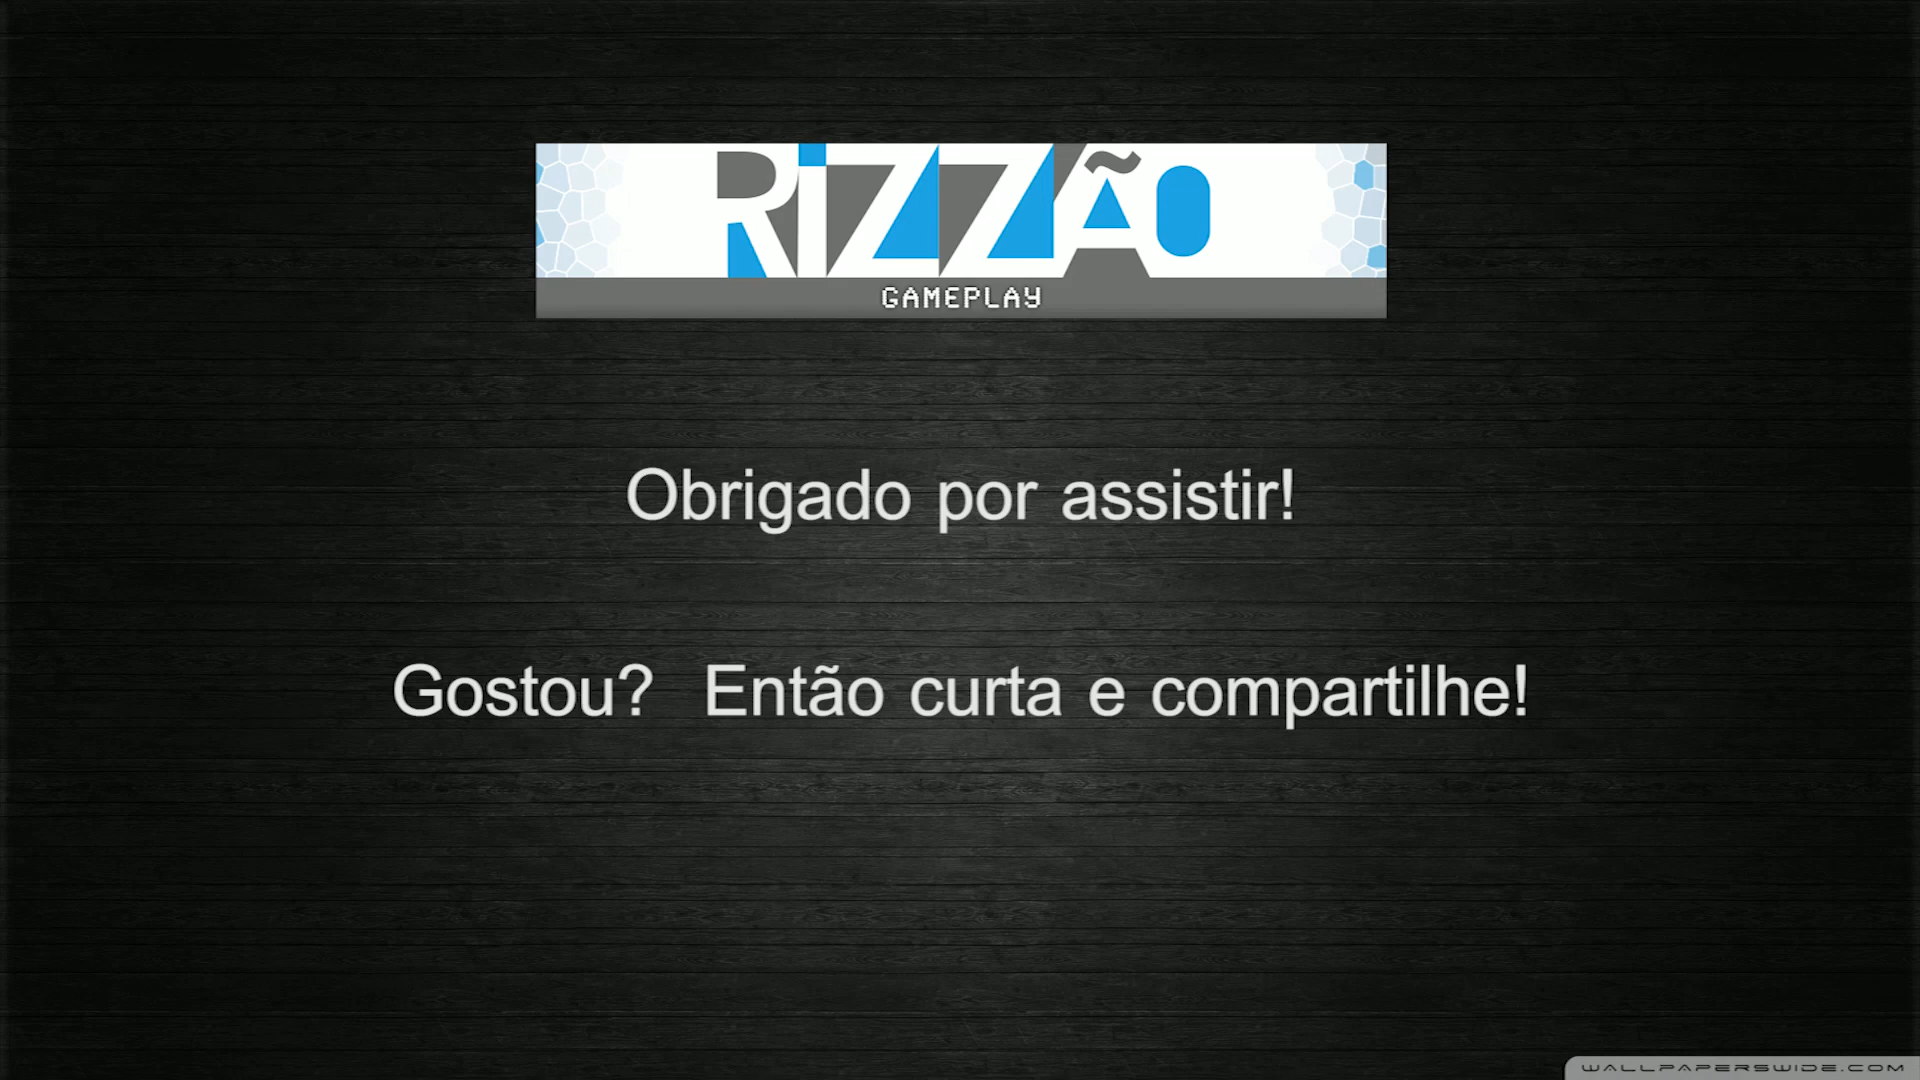 RiZZÃO
GAMEPLAY
Obrigado por assistir!
Gostou? Então curta e compartilhe!
WALLPAPERSWIDE.COM